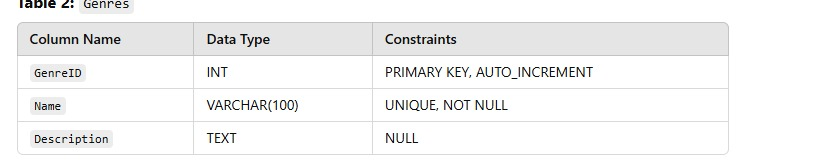 Table 2: Genres
Column Name Data Type Constraints
GenreID INT PRIMARY KEY, AUTO_INCREMENT
Name VARCHAR(100) UNIQUE, NOT NULL
Description TEXT NULL